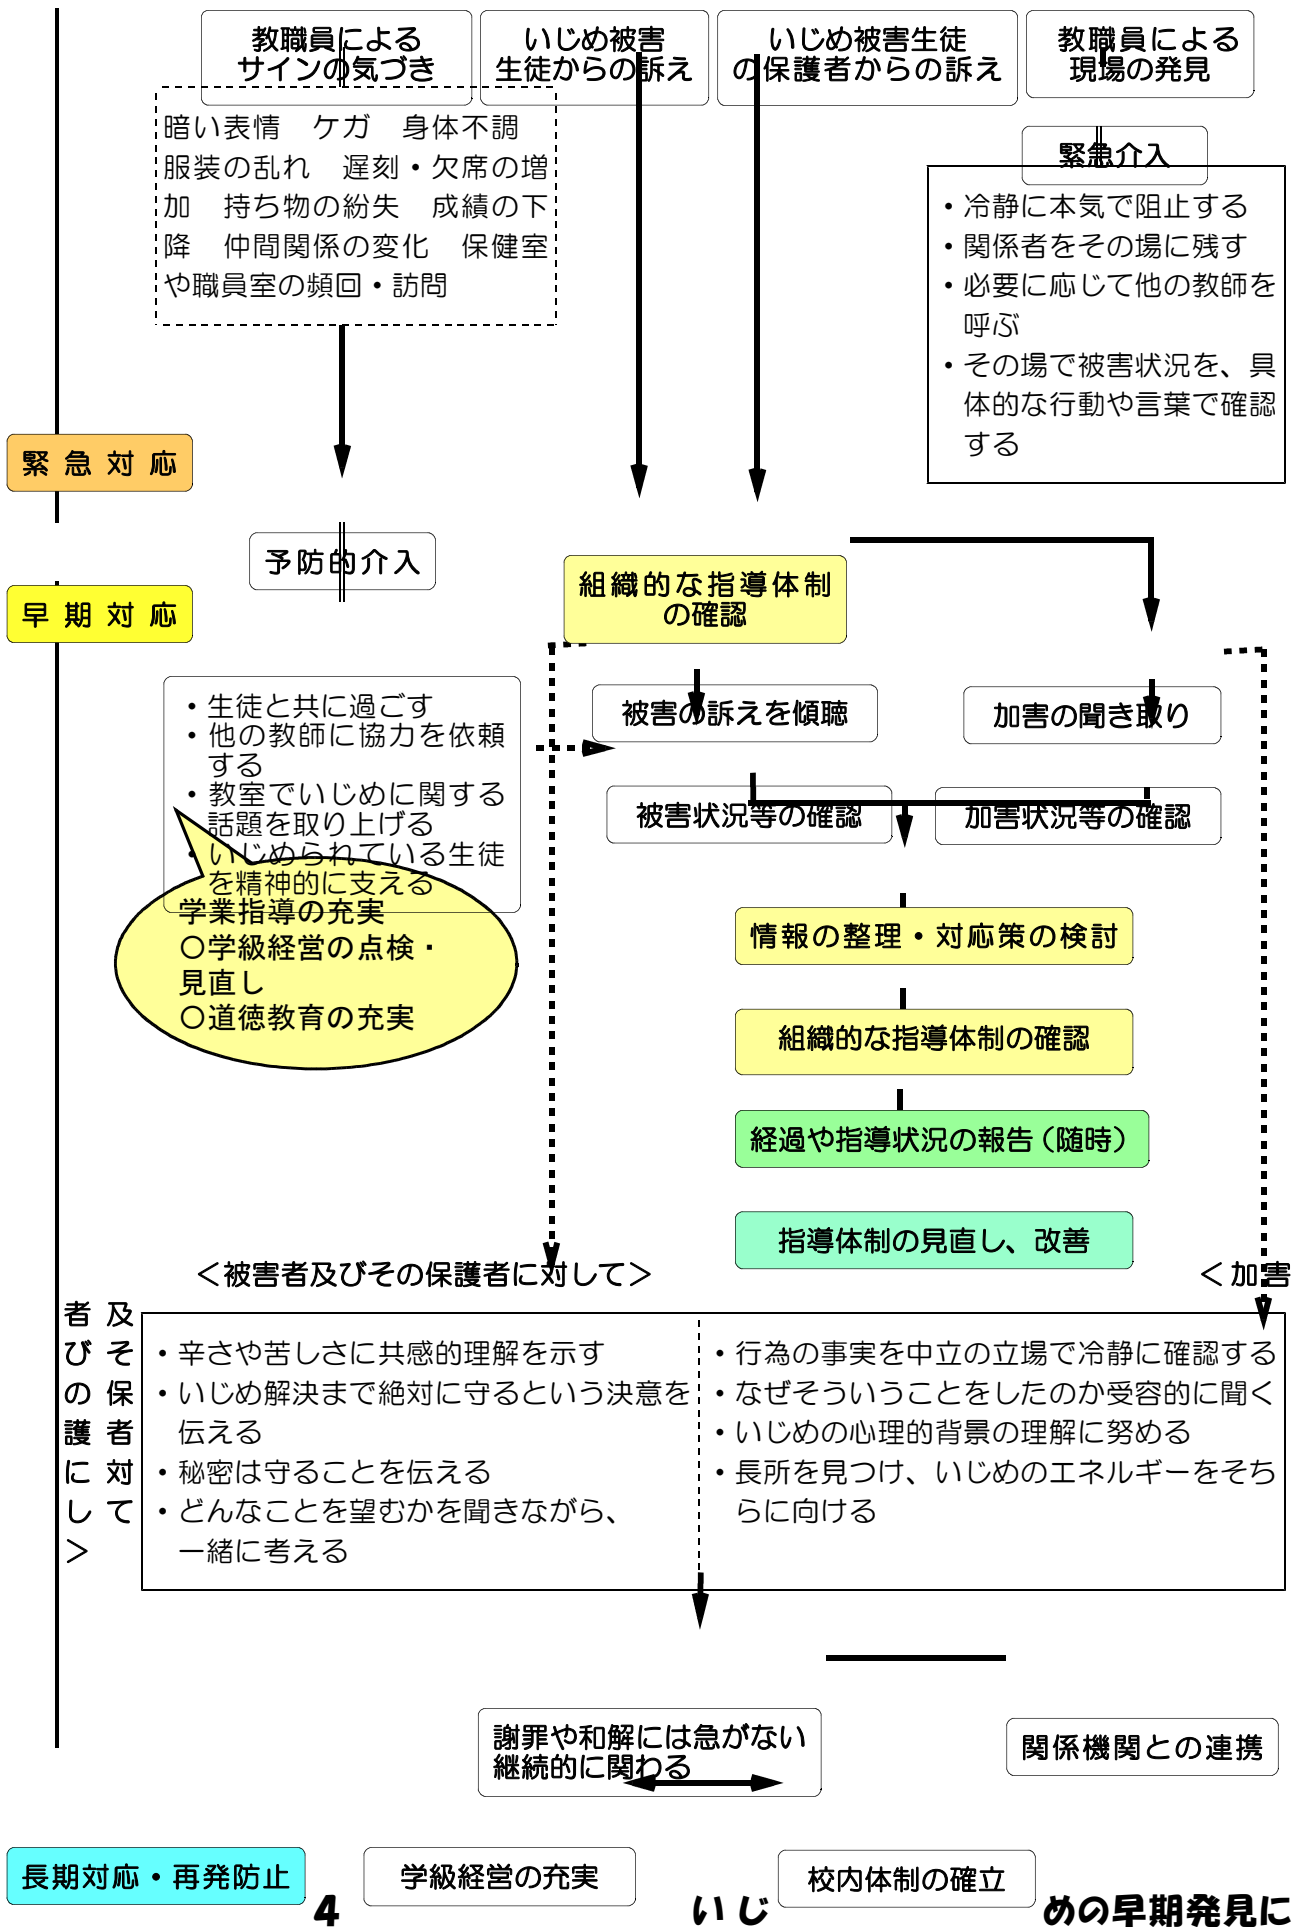 教職員による
サインの気づき
いじめ被害
生徒からの訴え
いじめ被害生徒
の保護者からの訴え
教職員による
現場の発見
暗い表情　ケガ　身体不調
服装の乱れ　遅刻・欠席の増
加　持ち物の紛失　成績の下
降　仲間関係の変化　保健室
や職員室の頻回・訪問
緊急介入
・冷静に本気で阻止する
・関係者をその場に残す
・必要に応じて他の教師を
呼ぶ
・その場で被害状況を、具
体的な行動や言葉で確認
する
緊急対応
予防的介入
組織的な指導体制
の確認
早期対応
・生徒と共に過ごす
・他の教師に協力を依頼
する
・教室でいじめに関する
話題を取り上げる
・いじめられている生徒
を精神的に支える
被害の訴えを傾聴
加害の聞き取り
被害状況等の確認
加害状況等の確認
学業指導の充実
〇学級経営の点検・
見直し
〇道徳教育の充実
情報の整理・対応策の検討
組織的な指導体制の確認
経過や指導状況の報告（随時）
指導体制の見直し、改善
＜被害者及びその保護者に対して＞
＜加害
者及
びそ
の保
護者
に対
して
＞
・辛さや苦しさに共感的理解を示す
・いじめ解決まで絶対に守るという決意を
伝える
・秘密は守ることを伝える
・どんなことを望むかを聞きながら、
一緒に考える
・行為の事実を中立の立場で冷静に確認する
・なぜそういうことをしたのか受容的に聞く
・いじめの心理的背景の理解に努める
・長所を見つけ、いじめのエネルギーをそち
らに向ける
謝罪や和解には急がない
継続的に関わる
関係機関との連携
長期対応・再発防止
学級経営の充実
校内体制の確立
4　いじめの早期発見に